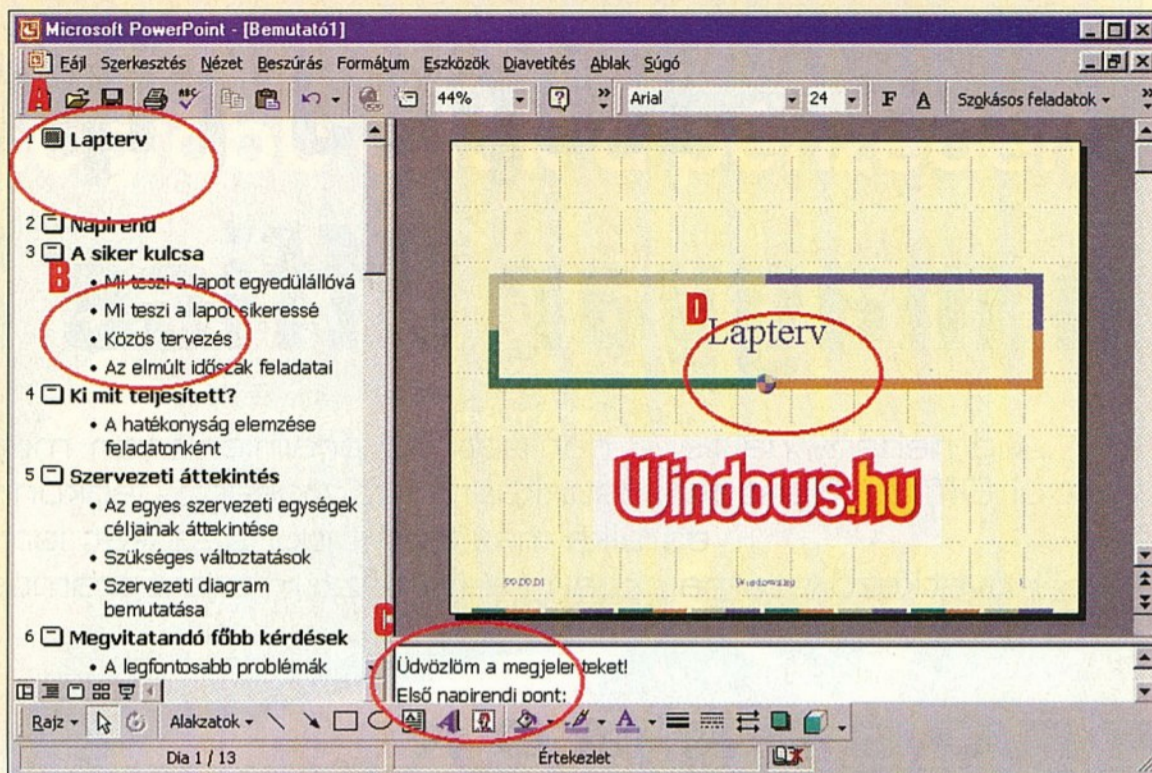 Microsoft PowerPoint - [Bemutató1]
Fájl Szerkesztés Nézet Beszúrás Formátum Eszközök Diavetítés Ablak Súgó
A
44%
Arial
24
F A
Szokásos feladatok
1 Lapterv
2 Napirend
3 A siker kulcsa
B
• Mi teszi a lapot egyedülállóvá
• Mi teszi a lapot sikeressé
• Közös tervezés
• Az elmúlt időszak feladatai
4 Ki mit teljesített?
• A hatékonyság elemzése
feladatonként
5 Szervezeti áttekintés
• Az egyes szervezeti egységek
céljainak áttekintése
• Szükséges változtatások
• Szervezeti diagram
bemutatása
6 Megvitatandó főbb kérdések
• A legfontosabb problémák
D
Lapterv
Windows.hu
C
Üdvözlöm a megjelenteket!
Első napirendi pont:
Rajz
Alakzatok
Dia 1 / 13
Értekezlet